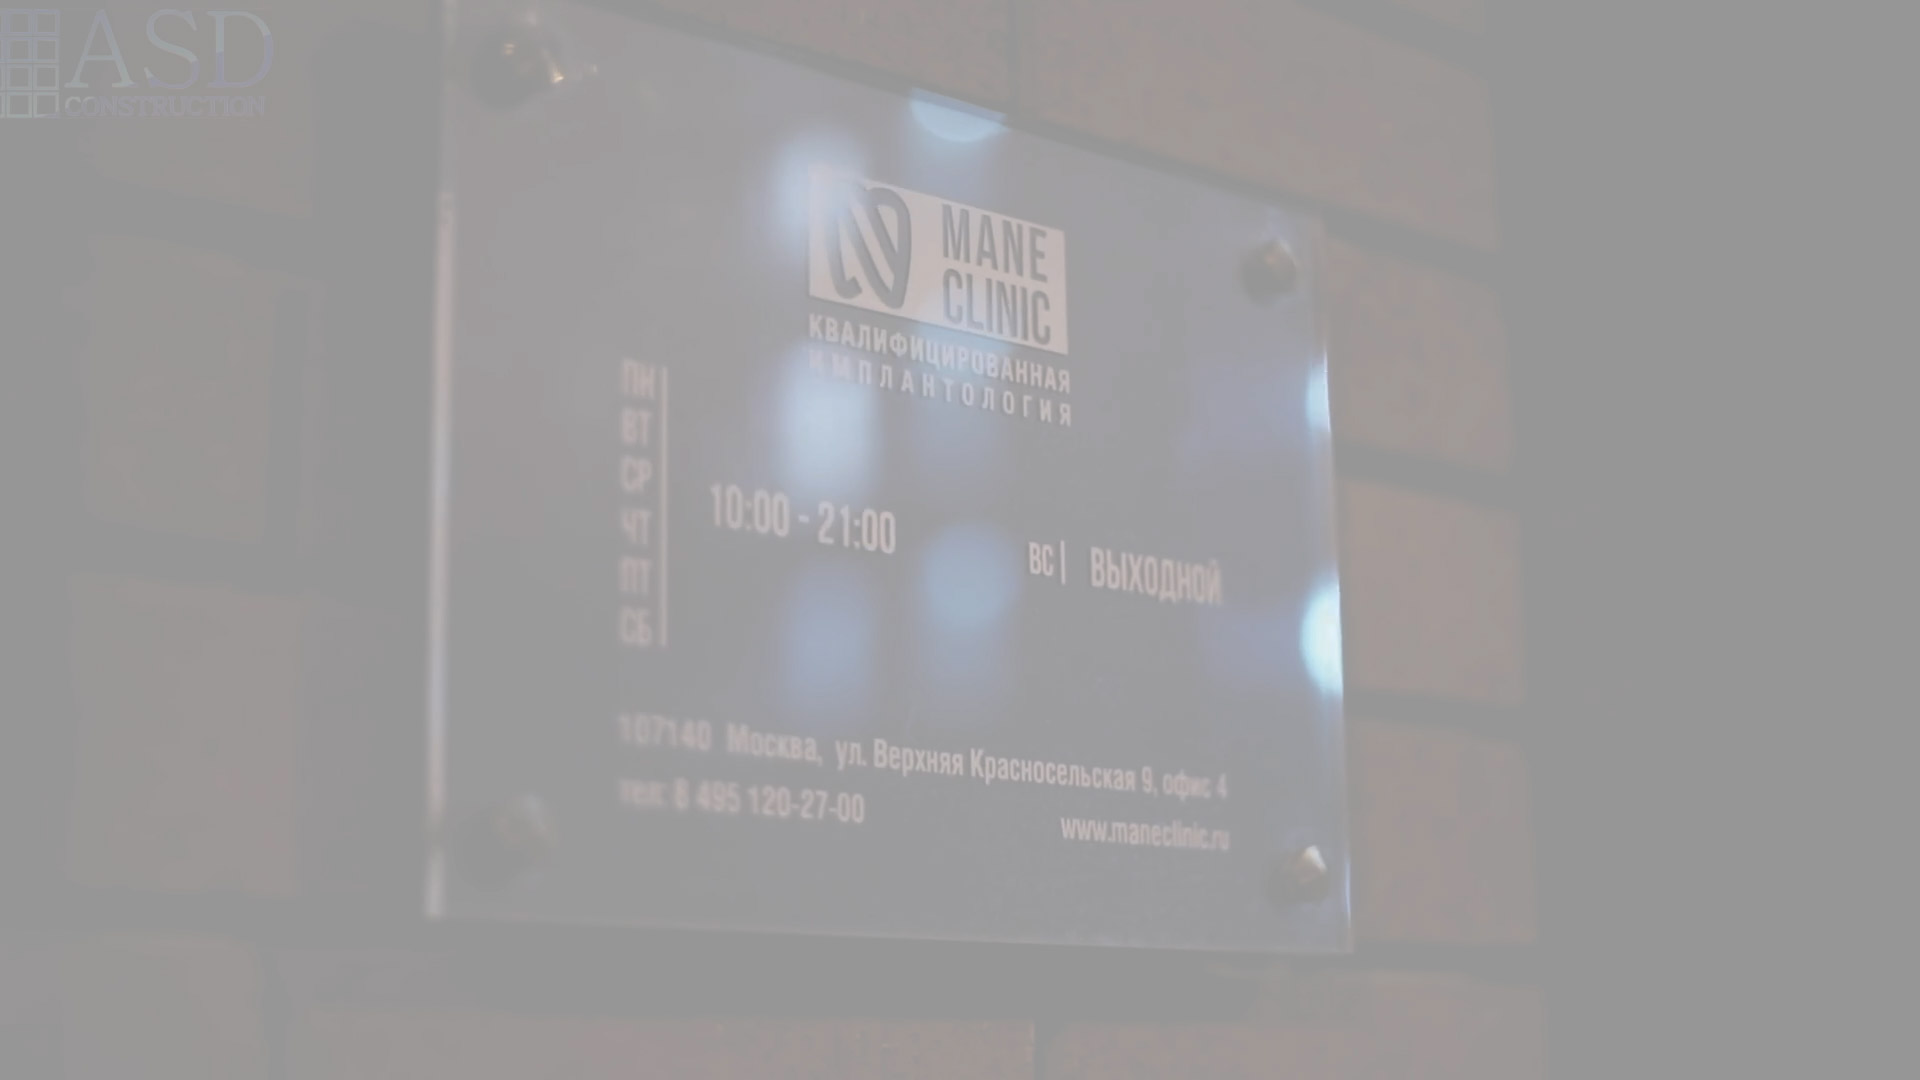 ASD
CONSTRUCTION
MANE
CLINIC
КВАЛИФИЦИРОВАННАЯ
ИМПЛАНТОЛОГИЯ
ПН
ВТ
СР
ЧТ
ПТ
СБ
10:00 - 21:00
ВС | ВЫХОДНОЙ
107140 Москва, ул. Верхняя Красносельская 9, офис 4
тел: 8 495 120-27-00
www.maneclinic.ru